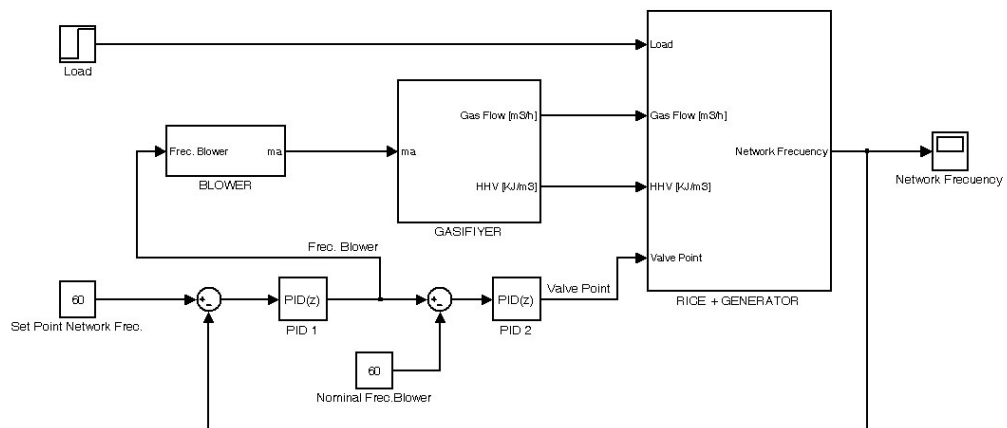 Load
Load
Gas Flow [m3/h]
Gas Flow [m3/h]
Frec. Blower
ma
ma
Network Frecuency
BLOWER
Network Frecuency
HHV [KJ/m3]
HHV [KJ/m3]
GASIFIYER
Frec. Blower
Valve Point
60
+
-
PID(z)
+
-
PID(z)
Valve Point
RICE + GENERATOR
Set Point Network Frec.
PID 1
PID 2
60
Nominal Frec.Blower